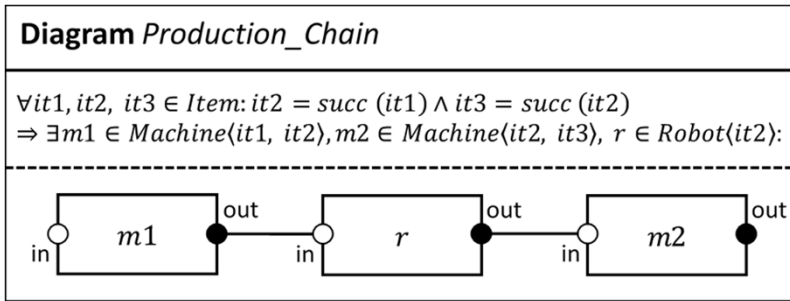 Diagram Production_Chain
∀it1, it2, it3 ∈ Item: it2 = succ (it1) ∧ it3 = succ (it2)
⇒ ∃m1 ∈ Machine⟨it1, it2⟩, m2 ∈ Machine⟨it2, it3⟩, r ∈ Robot⟨it2⟩:
out out out
m1 r m2
in in in